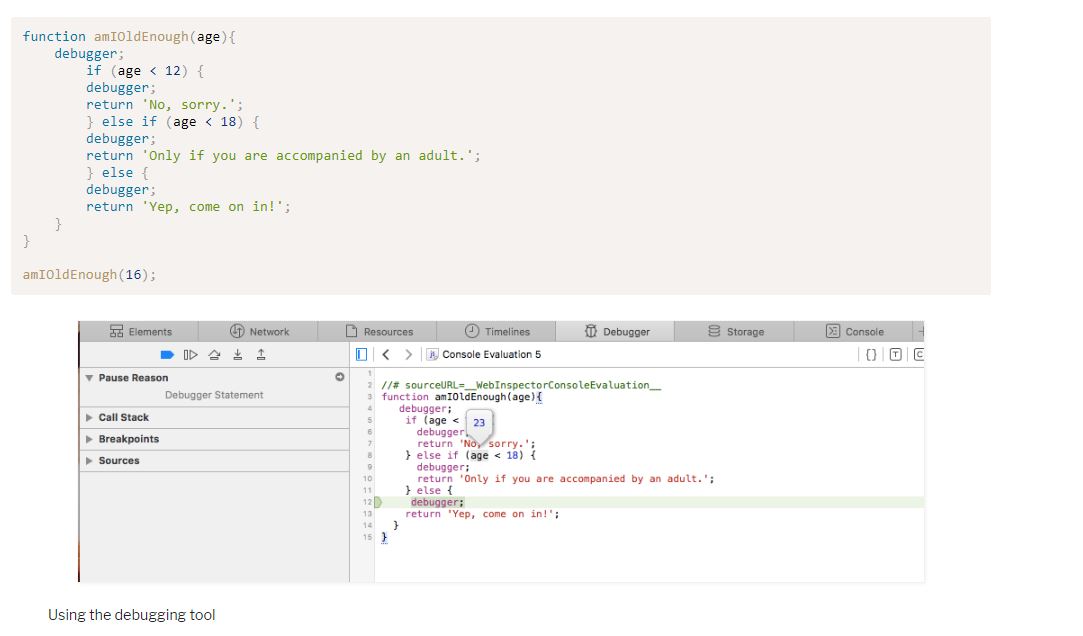 function amIOldEnough(age){
debugger;
if (age < 12) {
debugger;
return 'No, sorry.';
} else if (age < 18) {
debugger;
return 'Only if you are accompanied by an adult.';
} else {
debugger;
return 'Yep, come on in!';
}
}
amIOldEnough(16);
Elements Network Resources Timelines Debugger Storage Console
Console Evaluation 5
Pause Reason
Debugger Statement
Call Stack
Breakpoints
Sources
1
2 //# sourceURL=__WebInspectorConsoleEvaluation__
3 function amIOldEnough(age){
4 debugger;
5 if (age < {
23
6 debugger
7 return 'No, sorry.';
8 } else if (age < 18) {
9 debugger;
10 return 'Only if you are accompanied by an adult.';
11 } else {
12 debugger;
13 return 'Yep, come on in!';
14 }
15 }
Using the debugging tool